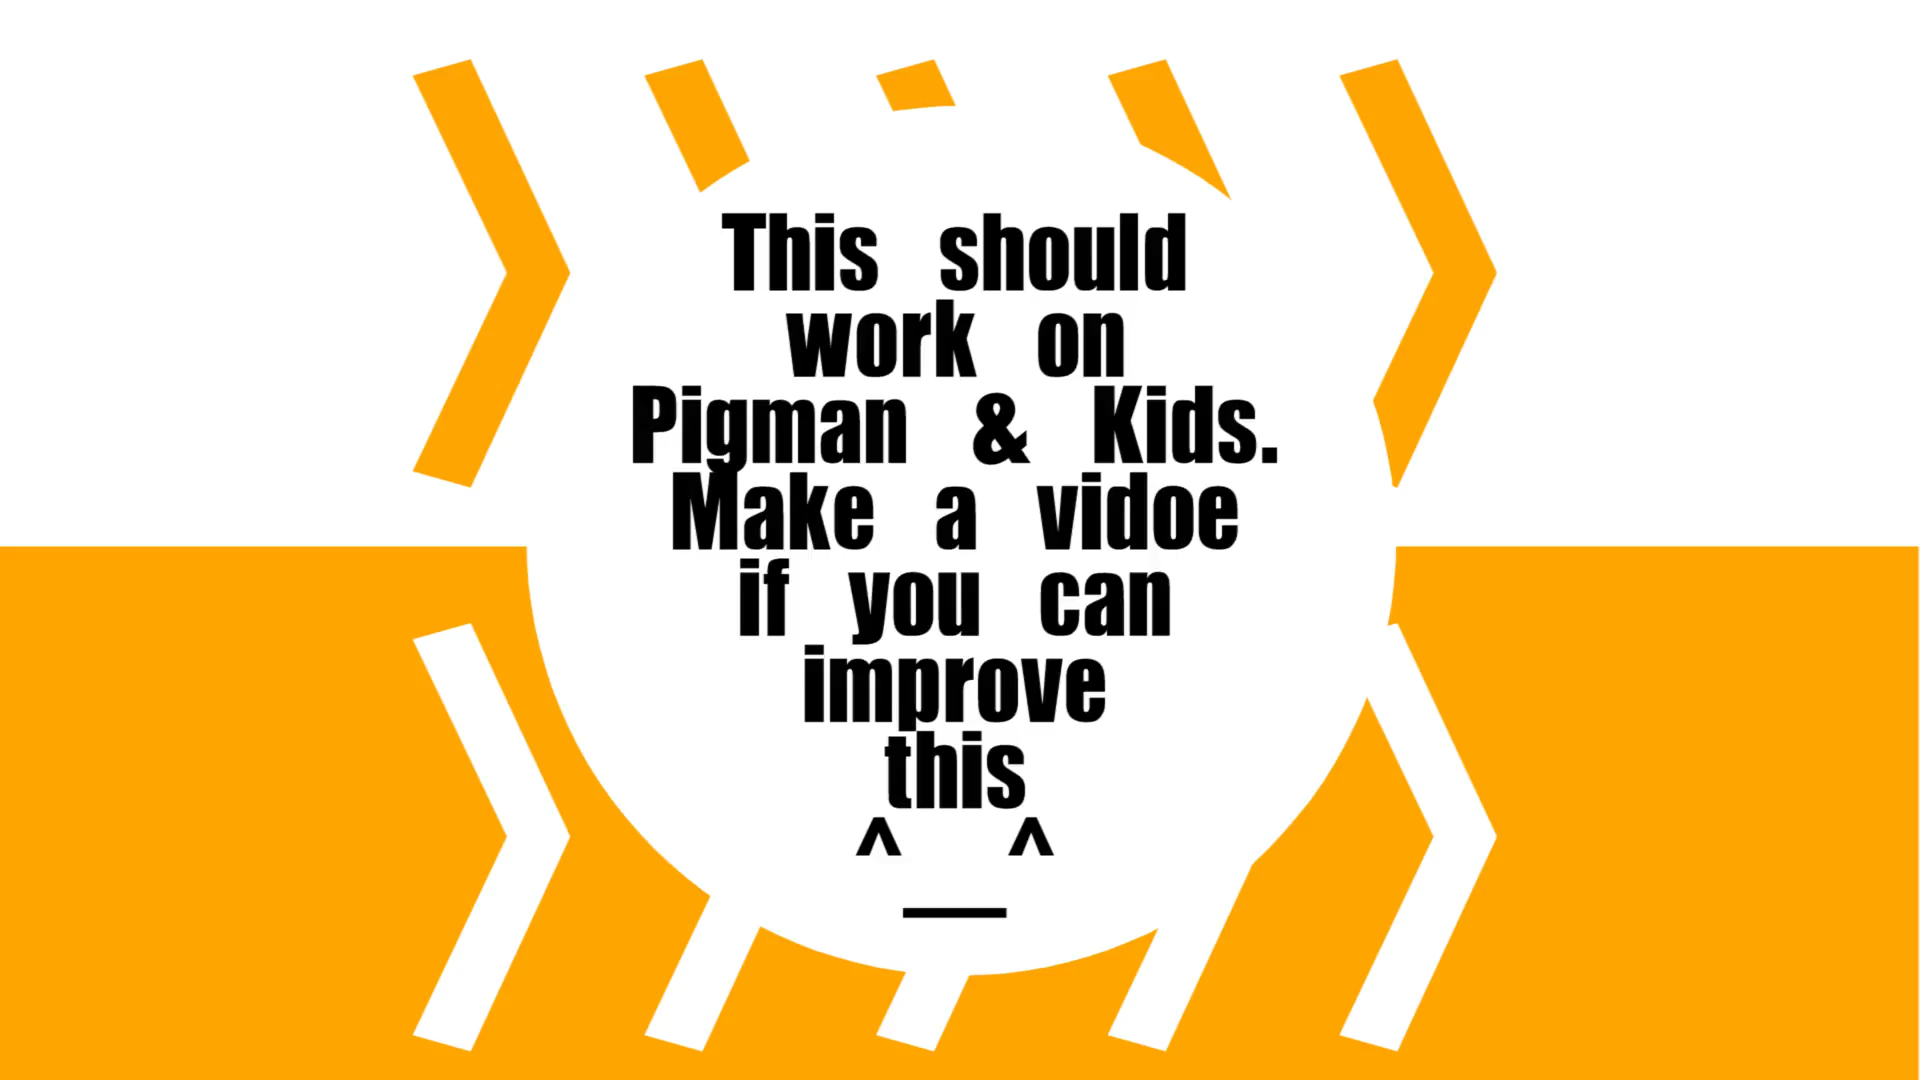 This should
work on
Pigman & Kids.
Make a vidoe
if you can
improve
this
^ ^
_